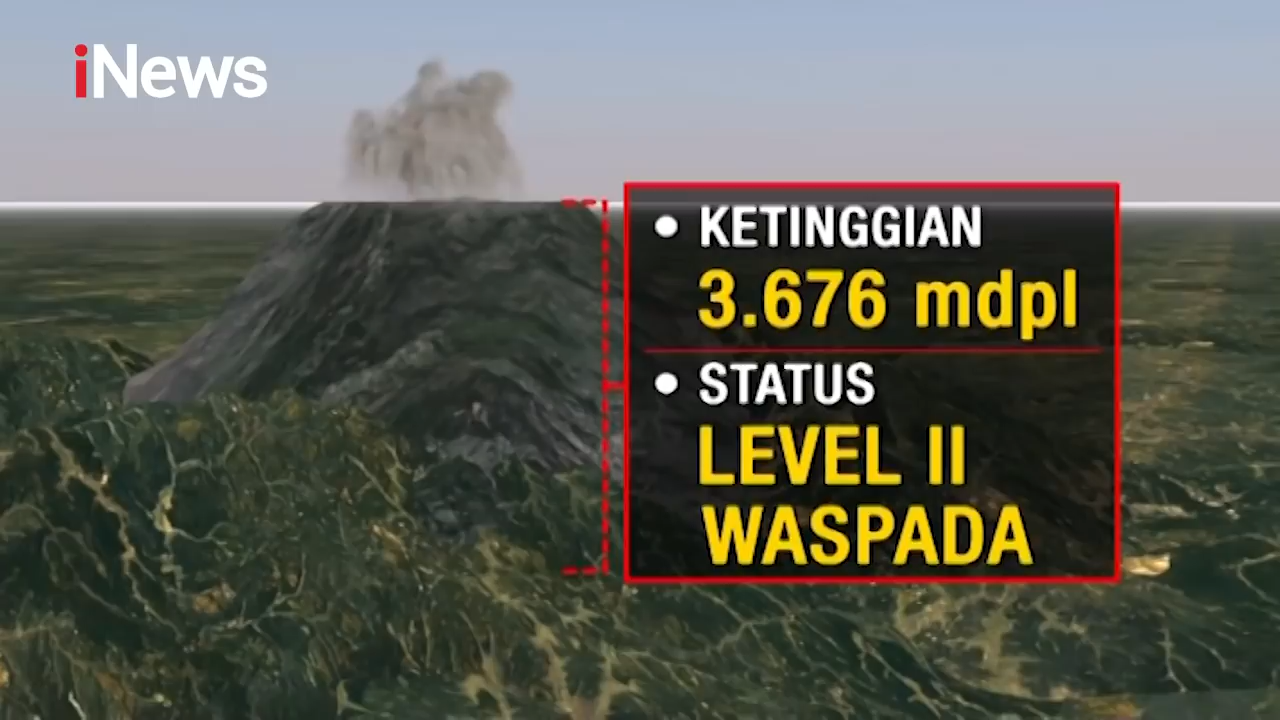 iNews
• KETINGGIAN
3.676 mdpl
• STATUS
LEVEL II
WASPADA